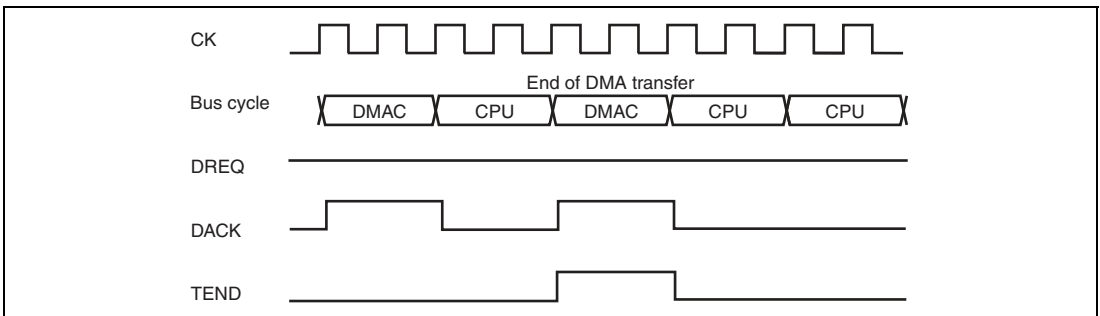 CK
End of DMA transfer
Bus cycle
DMAC CPU DMAC CPU CPU
DREQ
DACK
TEND